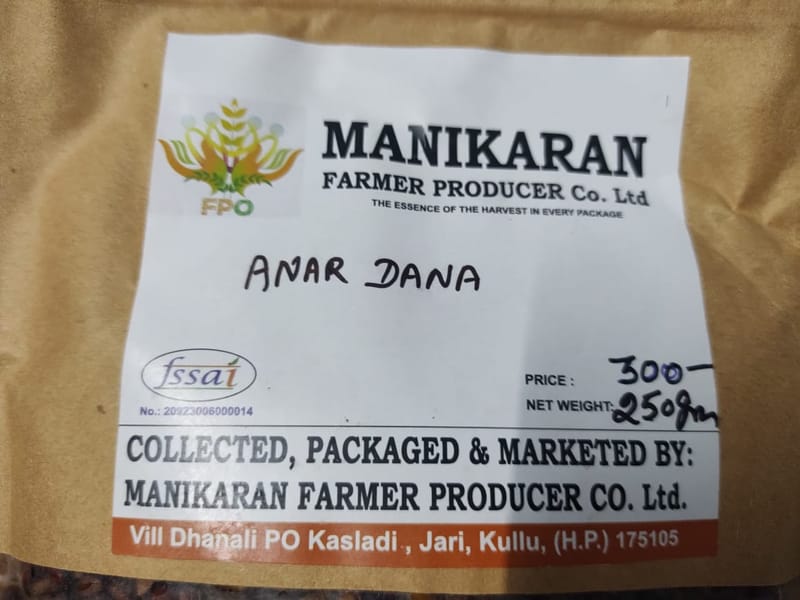 MANIKARAN
FARMER PRODUCER Co. Ltd
THE ESSENCE OF THE HARVEST IN EVERY PACKAGE
FPO
ANAR DANA
fssai
No.: 20923006000014
PRICE : 300-
NET WEIGHT: 250gm
COLLECTED, PACKAGED & MARKETED BY:
MANIKARAN FARMER PRODUCER CO. Ltd.
Vill Dhanali PO Kasladi , Jari, Kullu, (H.P.) 175105